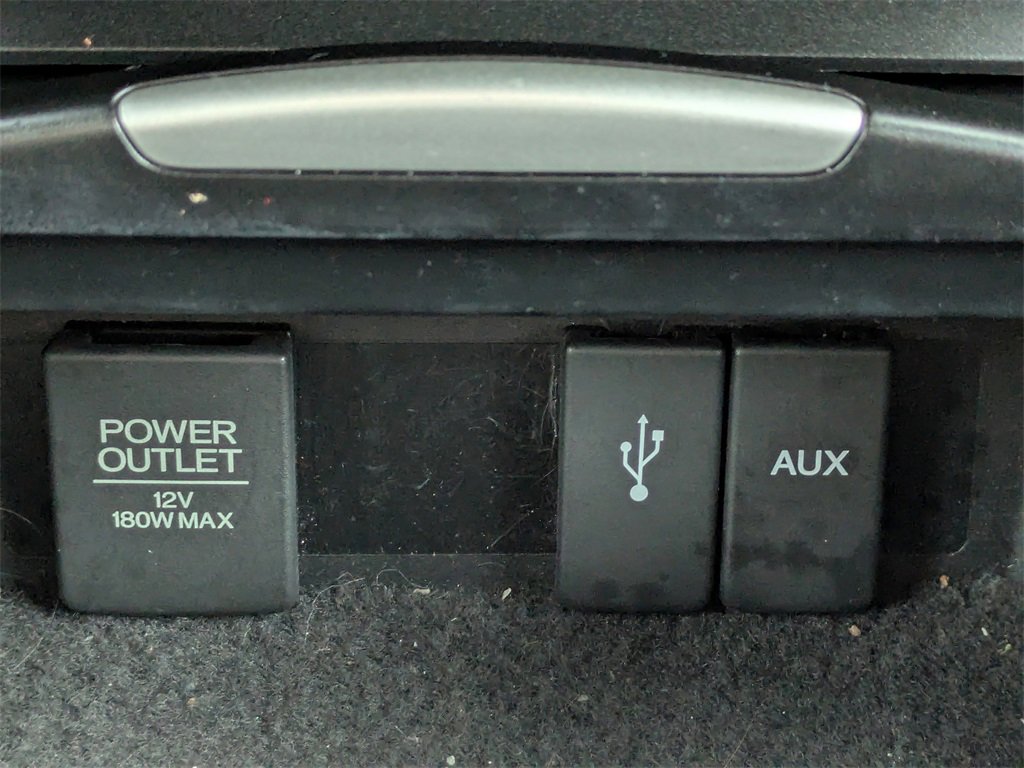 POWER
OUTLET
12V
180W MAX
AUX